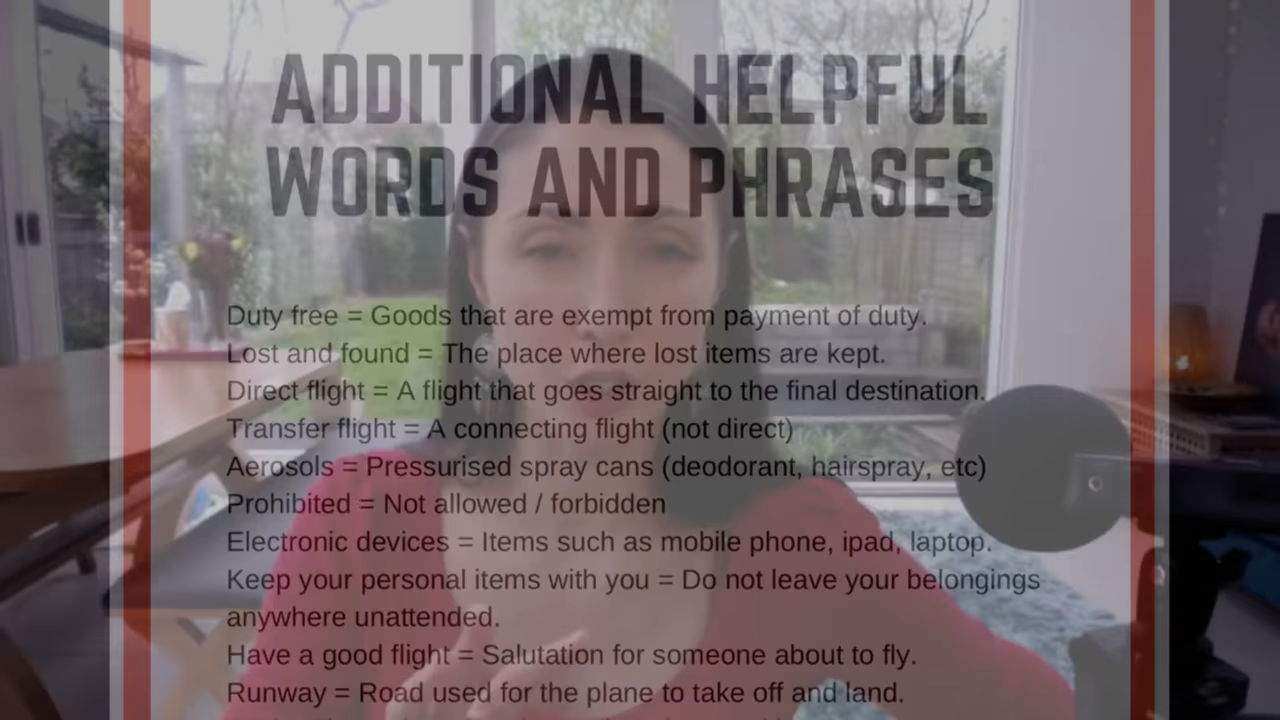 ADDITIONAL HELPFUL
WORDS AND PHRASES
Duty free = Goods that are exempt from payment of duty.
Lost and found = The place where lost items are kept.
Direct flight = A flight that goes straight to the final destination.
Transfer flight = A connecting flight (not direct)
Aerosols = Pressurised spray cans (deodorant, hairspray, etc)
Prohibited = Not allowed / forbidden
Electronic devices = Items such as mobile phone, ipad, laptop.
Keep your personal items with you = Do not leave your belongings
anywhere unattended.
Have a good flight = Salutation for someone about to fly.
Runway = Road used for the plane to take off and land.